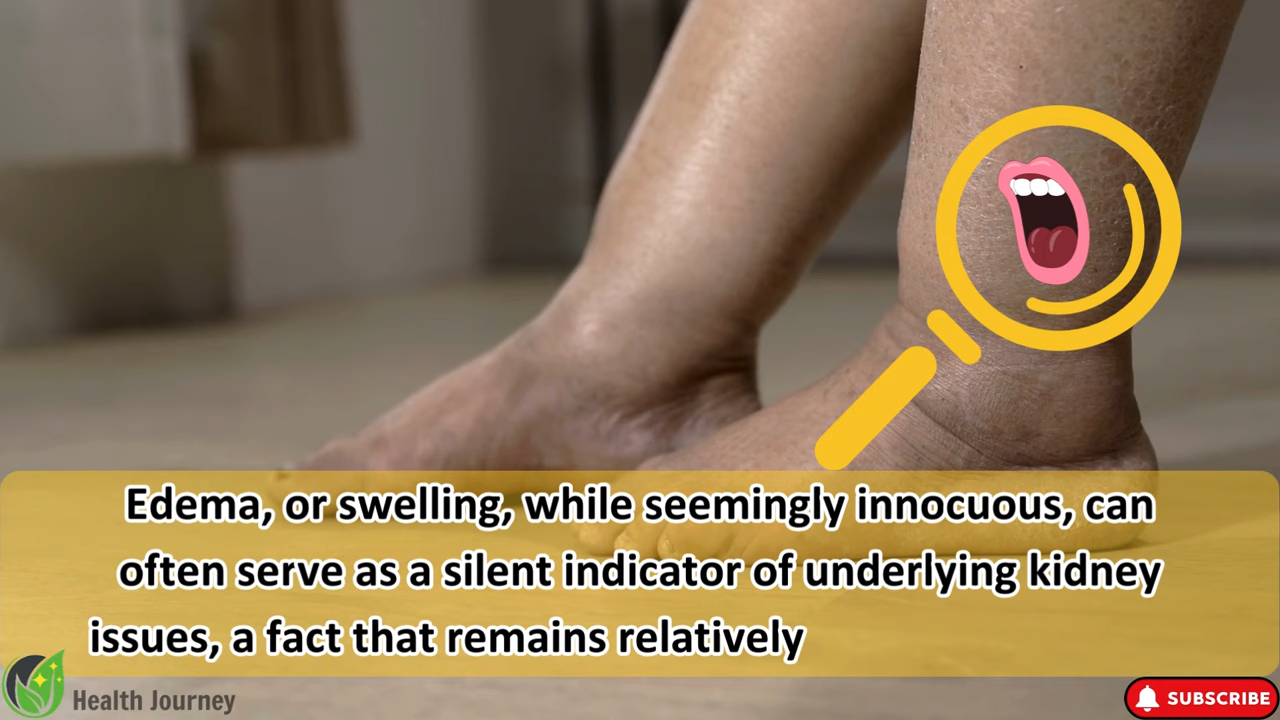 Edema, or swelling, while seemingly innocuous, can
often serve as a silent indicator of underlying kidney
issues, a fact that remains relatively
Health Journey
SUBSCRIBE